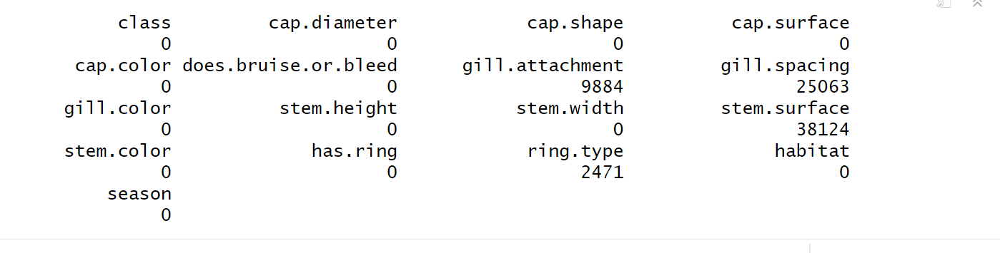 class cap.diameter cap.shape cap.surface
0 0 0 0
cap.color does.bruise.or.bleed gill.attachment gill.spacing
0 0 9884 25063
gill.color stem.height stem.width stem.surface
0 0 0 38124
stem.color has.ring ring.type habitat
0 0 2471 0
season
0